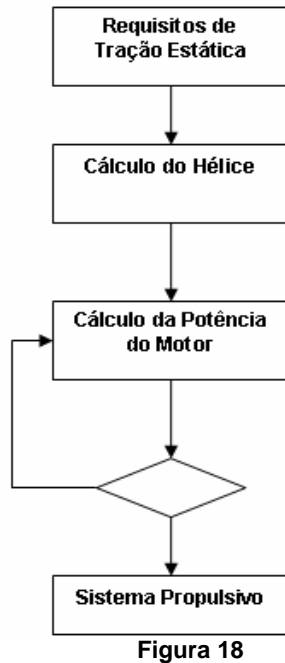 Requisitos de
Tração Estática
Cálculo do Hélice
Cálculo da Potência
do Motor
Sistema Propulsivo
Figura 18